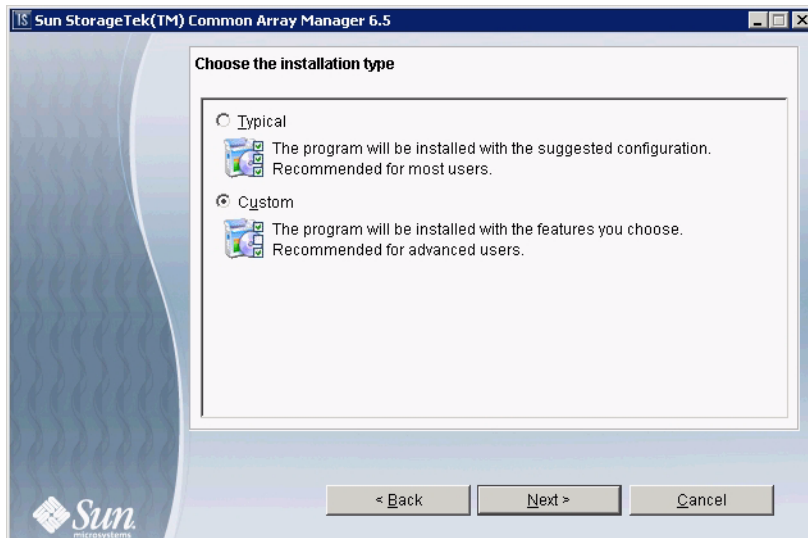 TS Sun StorageTek(TM) Common Array Manager 6.5
Choose the installation type
Typical
The program will be installed with the suggested configuration.
Recommended for most users.
Custom
The program will be installed with the features you choose.
Recommended for advanced users.
< Back
Next >
Cancel
Sun
microsystems